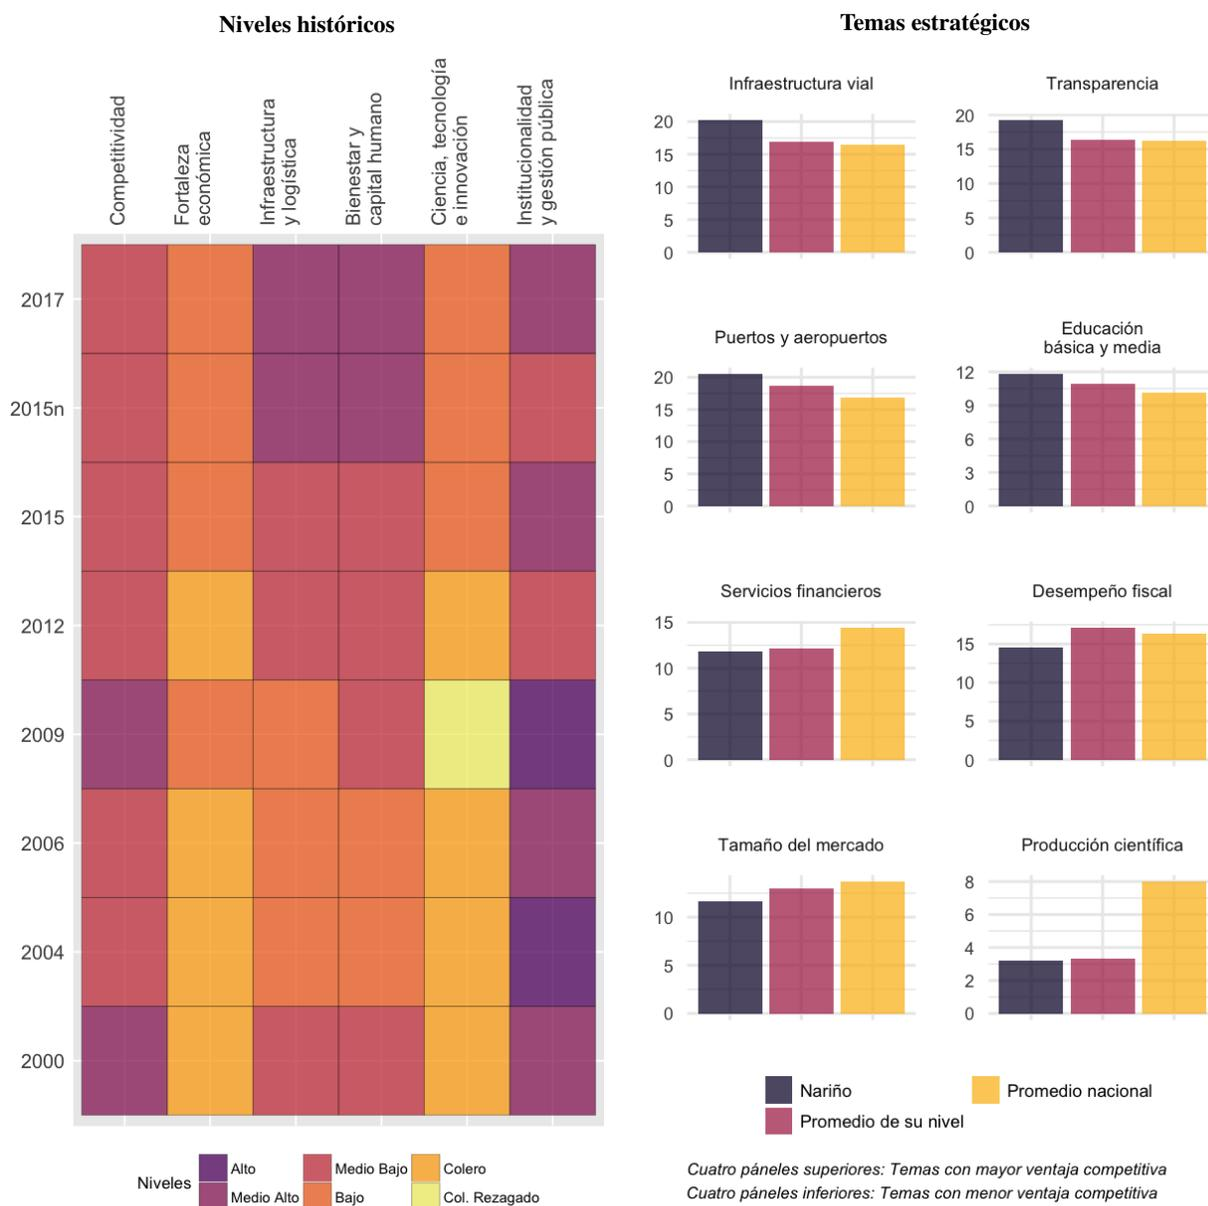 Niveles históricos
Competitividad
Fortaleza
económica
Infraestructura
y logística
Bienestar y
capital humano
Ciencia, tecnología
e innovación
Institucionalidad
y gestión pública
2017
2015n
2015
2012
2009
2006
2004
2000
Niveles
Alto
Medio Alto
Medio Bajo
Bajo
Colero
Col. Rezagado
Temas estratégicos
Infraestructura vial
20
15
10
5
0
Transparencia
20
15
10
5
0
Puertos y aeropuertos
20
15
10
5
0
Educación
básica y media
12
9
6
3
0
Servicios financieros
15
10
5
0
Desempeño fiscal
15
10
5
0
Tamaño del mercado
10
5
0
Producción científica
8
6
4
2
0
Nariño
Promedio de su nivel
Promedio nacional
Cuatro páneles superiores: Temas con mayor ventaja competitiva
Cuatro páneles inferiores: Temas con menor ventaja competitiva